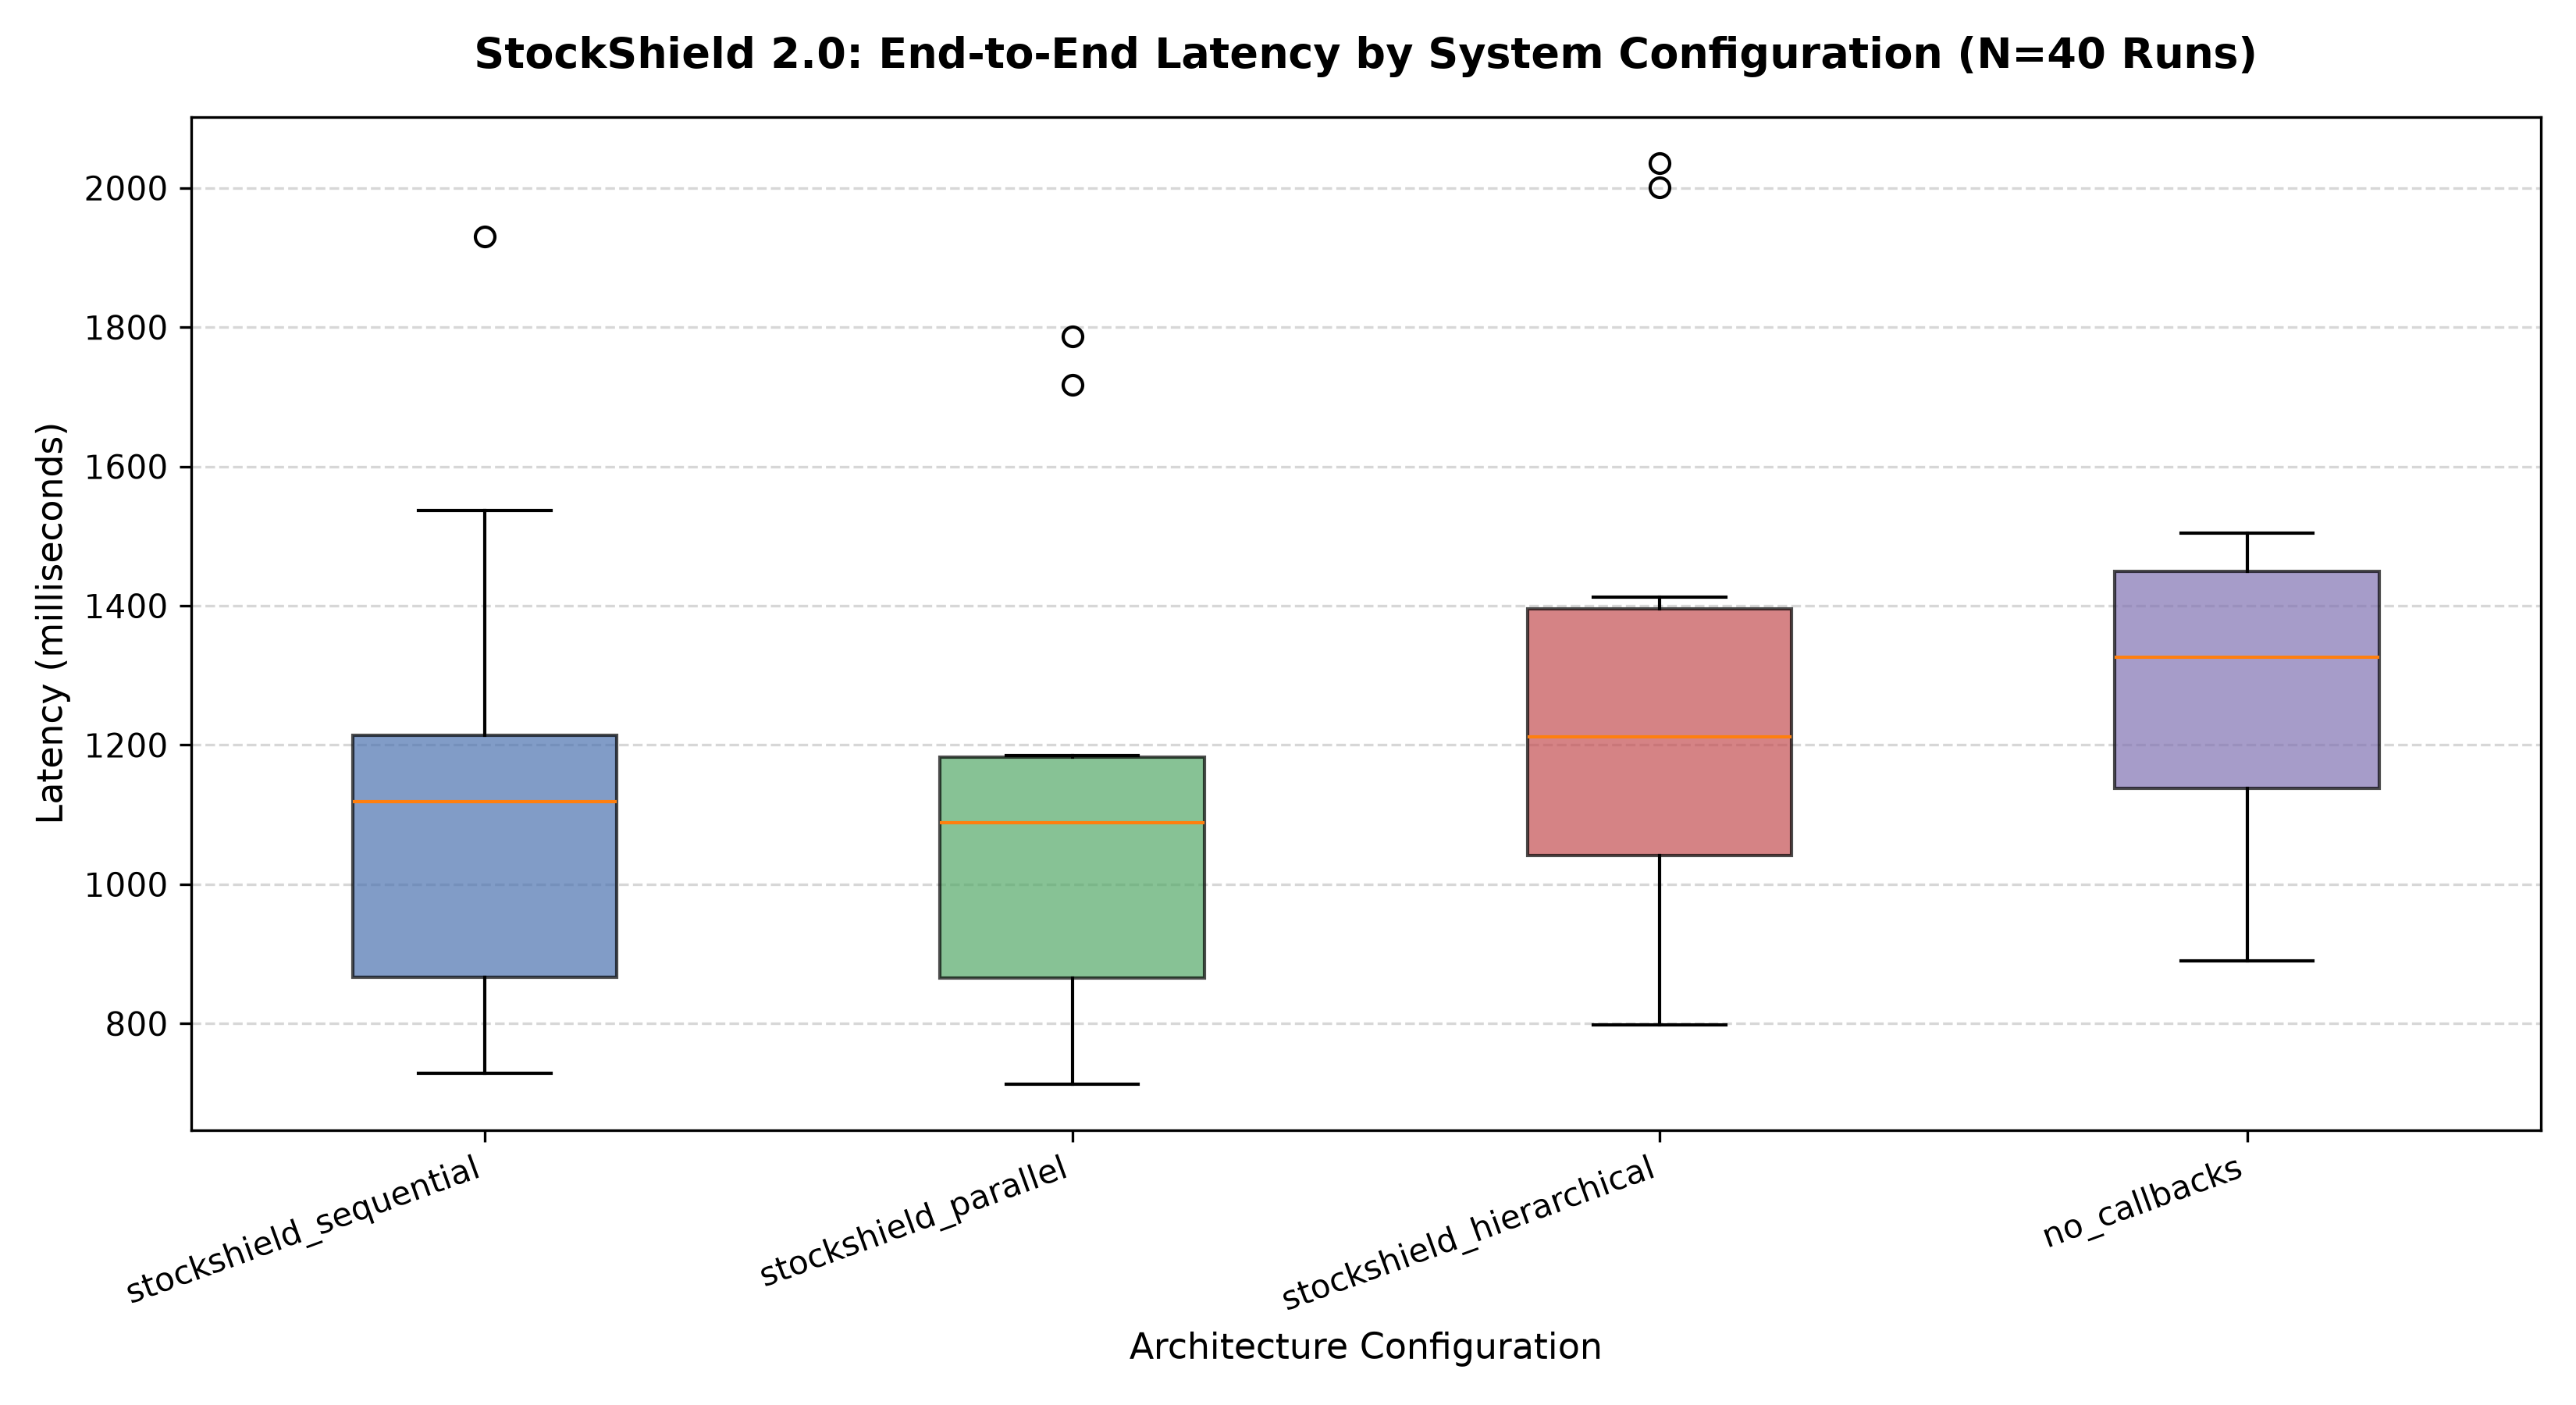 StockShield 2.0: End-to-End Latency by System Configuration (N=40 Runs)
Latency (milliseconds)
2000
1800
1600
1400
1200
1000
800
stockshield_sequential
stockshield_parallel
stockshield_hierarchical
no_callbacks
Architecture Configuration